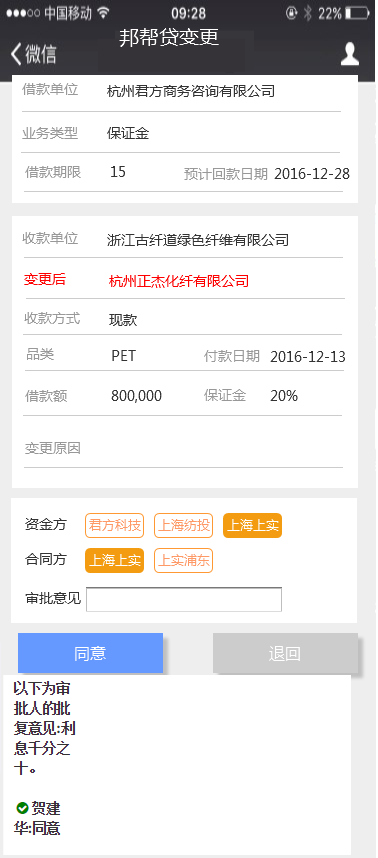 中国移动 09:28 22%
邦帮贷变更
微信
借款单位 杭州君方商务咨询有限公司
业务类型 保证金
借款期限 15 预计回款日期 2016-12-28
收款单位 浙江古纤道绿色纤维有限公司
变更后 杭州正杰化纤有限公司
收款方式 现款
品类 PET 付款日期 2016-12-13
借款额 800,000 保证金 20%
变更原因
资金方 君方科技 上海纺投 上海上实
合同方 上海上实 上实浦东
审批意见
同意 退回
以下为审
批人的批
复意见:利
息千分之
十。
贺建
华:同意